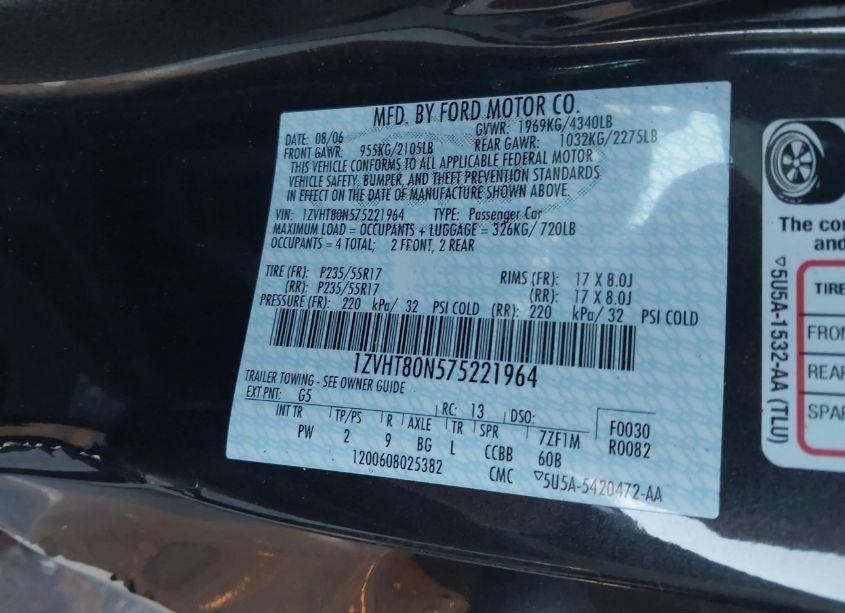 MFD. BY FORD MOTOR CO.
DATE: 08/06 GVWR: 1969KG/4340LB
FRONT GAWR: 955KG/2105LB REAR GAWR: 1032KG/2275LB
THIS VEHICLE CONFORMS TO ALL APPLICABLE FEDERAL MOTOR
VEHICLE SAFETY, BUMPER, AND THEFT PREVENTION STANDARDS
IN EFFECT ON THE DATE OF MANUFACTURE SHOWN ABOVE.
VIN: 1ZVHT80N575221964 TYPE: Passenger Car
MAXIMUM LOAD = OCCUPANTS + LUGGAGE = 326KG/ 720LB
OCCUPANTS = 4 TOTAL; 2 FRONT, 2 REAR
TIRE (FR): P235/55R17 RIMS (FR): 17 X 8.0J
(RR): P235/55R17 (RR): 17 X 8.0J
PRESSURE (FR): 220 kPa/ 32 PSI COLD (RR): 220 kPa/ 32 PSI COLD
1ZVHT80N575221964
TRAILER TOWING - SEE OWNER GUIDE
EXT PNT: G5 RC: 13 DSO: F0030
INT TR TP/PS R AXLE TR SPR 7ZF1M R0082
PW 2 9 BG L CCBB 60B
1200608025382 CMC ▽5U5A-5420472-AA
The co
and
▽5U5A-1532-AA (TLU)
TIRE
FRON
REAR
SPAR